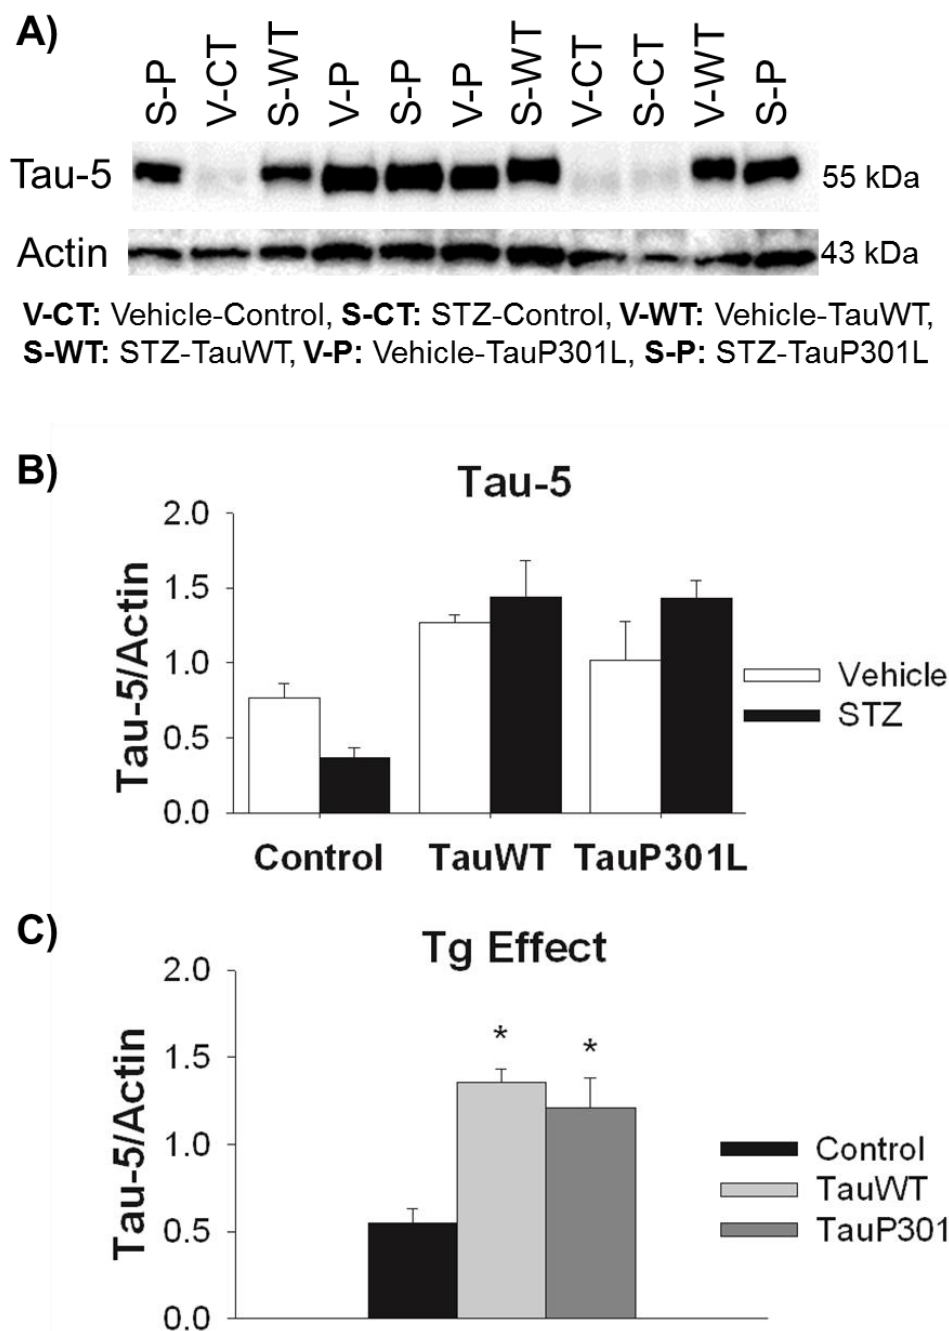 A)
S-P V-CT S-WT V-P S-P V-P S-WT V-CT S-CT V-WT S-P
Tau-5 55 kDa
Actin 43 kDa
V-CT: Vehicle-Control, S-CT: STZ-Control, V-WT: Vehicle-TauWT,
S-WT: STZ-TauWT, V-P: Vehicle-TauP301L, S-P: STZ-TauP301L
B)
Tau-5
2.0
1.5
1.0
0.5
0.0
Tau-5/Actin
Vehicle
STZ
Control TauWT TauP301L
C)
Tg Effect
2.0
1.5
1.0
0.5
0.0
Tau-5/Actin
* *
Control
TauWT
TauP301